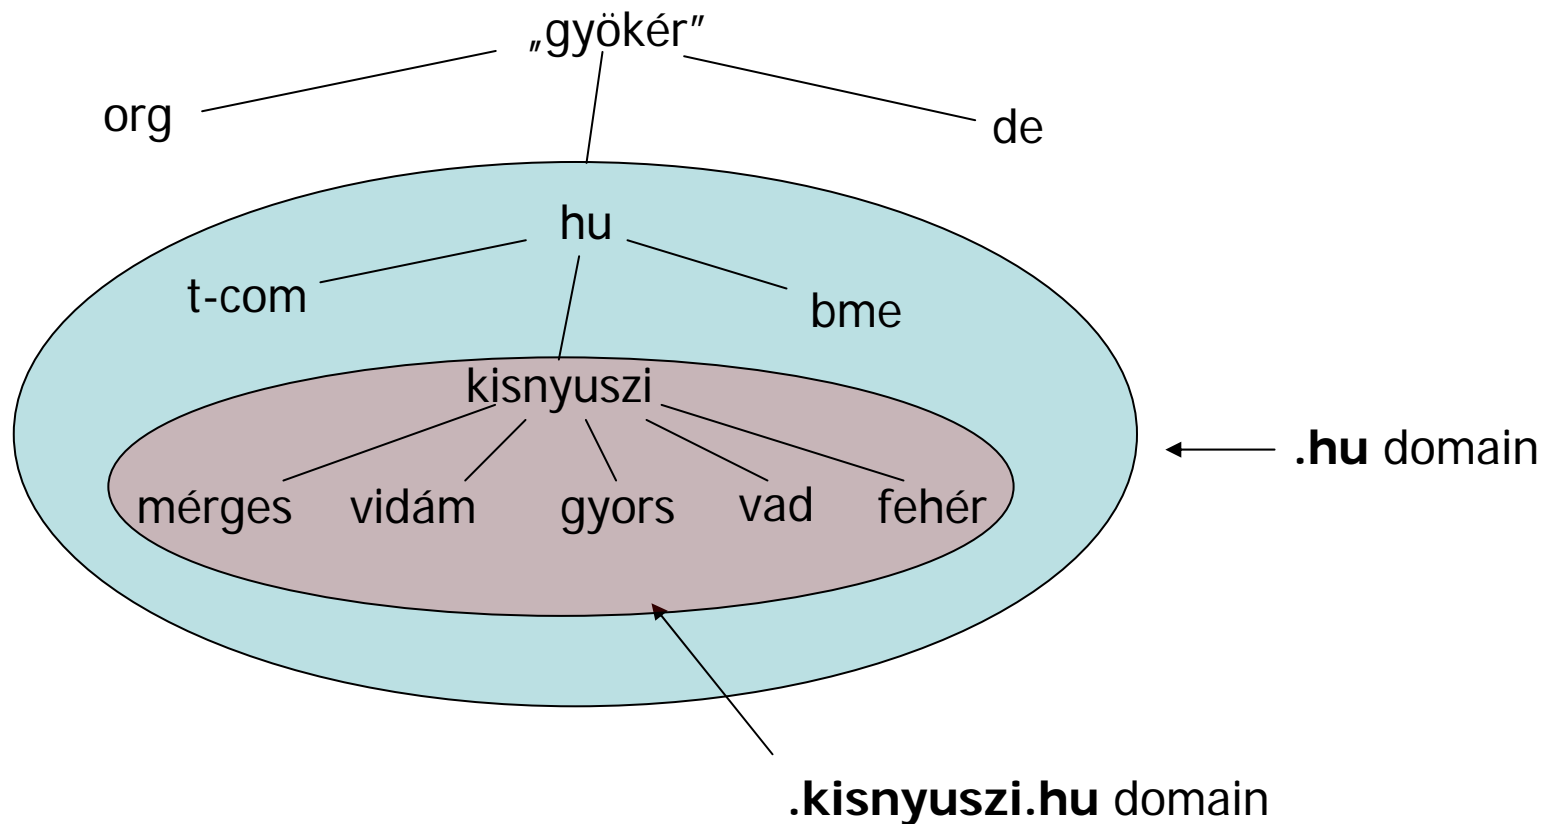 „gyökér”
org
de
hu
t-com
bme
kisnyuszi
mérges vidám gyors vad fehér
.hu domain
.kisnyuszi.hu domain